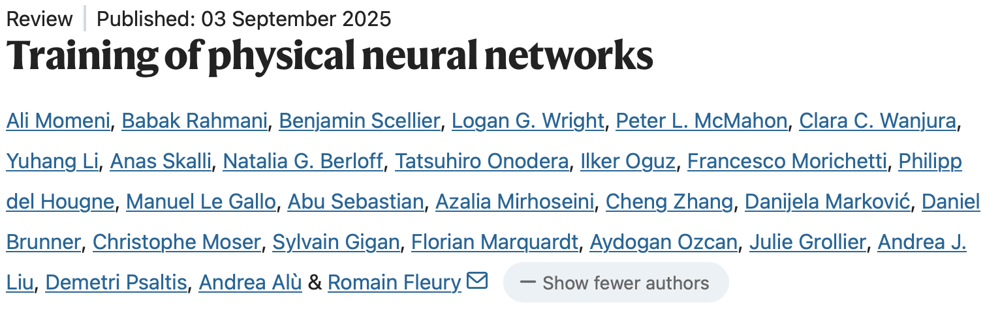 Review | Published: 03 September 2025
Training of physical neural networks
Ali Momeni, Babak Rahmani, Benjamin Scellier, Logan G. Wright, Peter L. McMahon, Clara C. Wanjura,
Yuhang Li, Anas Skalli, Natalia G. Berloff, Tatsuhiro Onodera, Ilker Oguz, Francesco Morichetti, Philipp
del Hougne, Manuel Le Gallo, Abu Sebastian, Azalia Mirhoseini, Cheng Zhang, Danijela Marković, Daniel
Brunner, Christophe Moser, Sylvain Gigan, Florian Marquardt, Aydogan Ozcan, Julie Grollier, Andrea J.
Liu, Demetri Psaltis, Andrea Alù & Romain Fleury — Show fewer authors